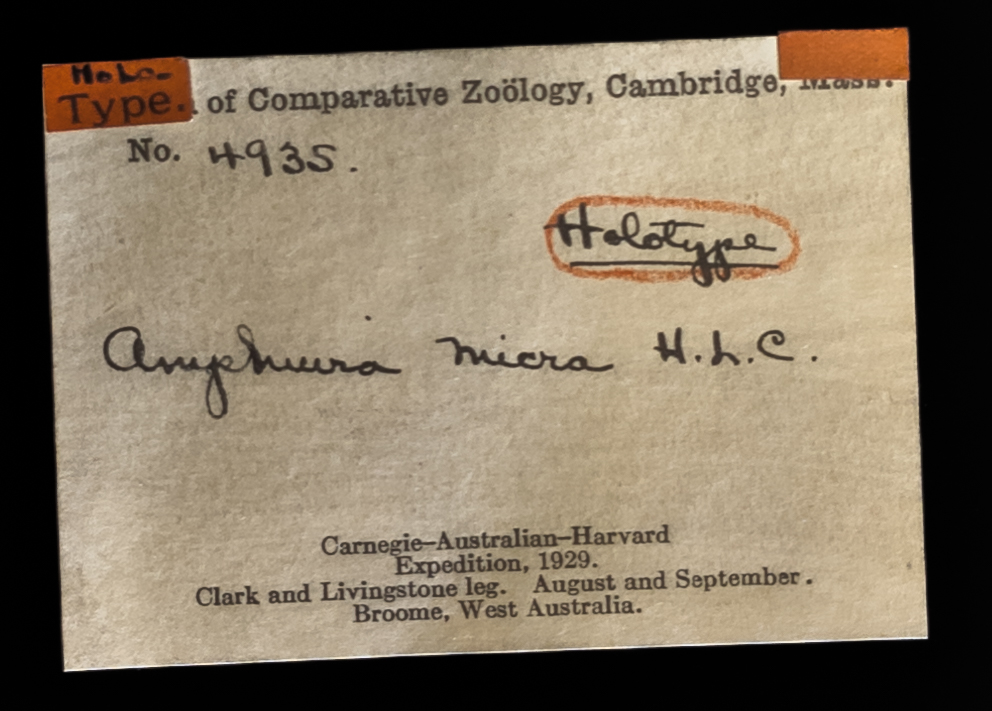 Holo-
Type. of Comparative Zoölogy, Cambridge, Mass.
No. 4935.
Holotype
Amphiura micra H.L.C.
Carnegie–Australian–Harvard
Expedition, 1929.
Clark and Livingstone leg. August and September.
Broome, West Australia.